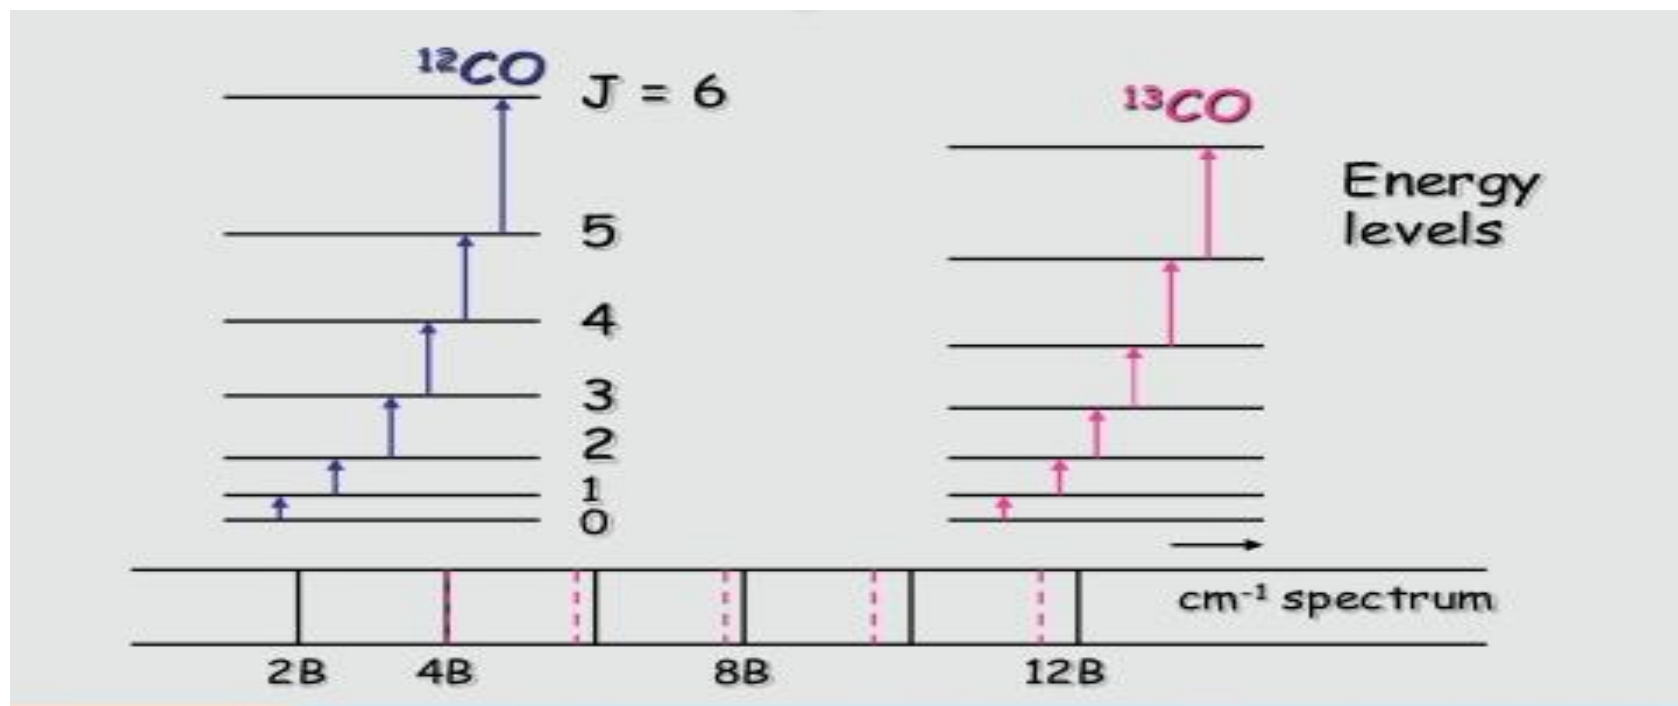 ¹²CO
J = 6
5
4
3
2
1
0
¹³CO
Energy
levels
cm⁻¹ spectrum
2B 4B 8B 12B